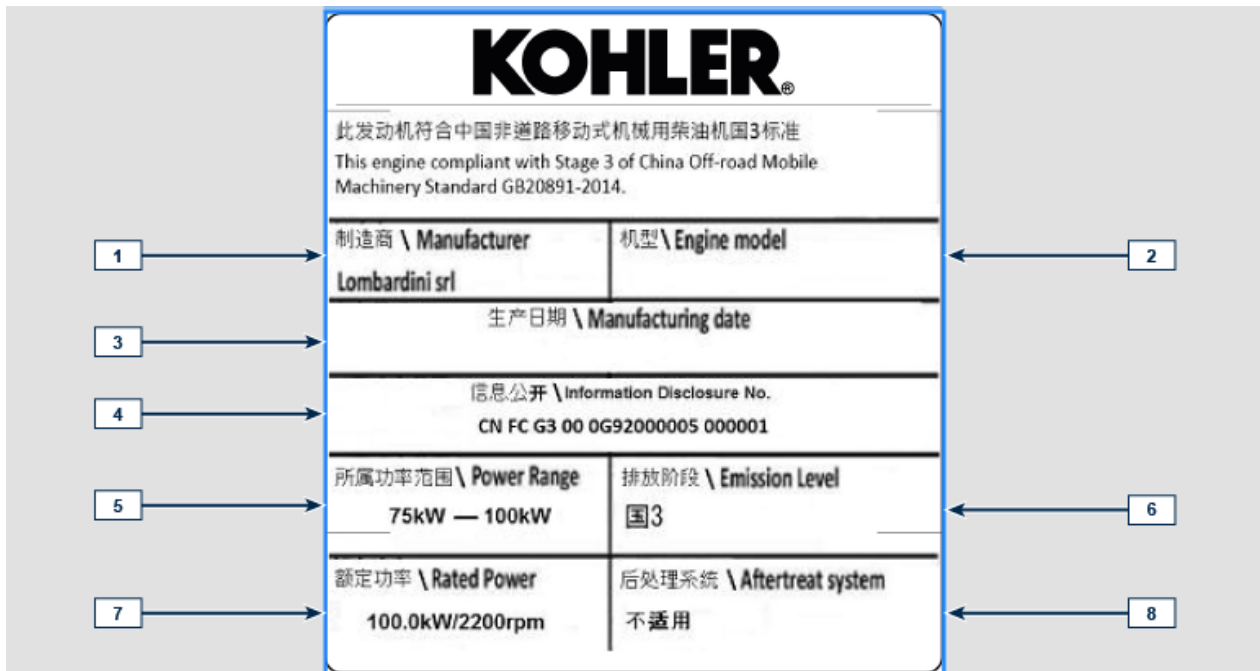 KOHLER®
此发动机符合中国非道路移动式机械用柴油机国3标准
This engine compliant with Stage 3 of China Off-road Mobile
Machinery Standard GB20891-2014.
1
制造商 \ Manufacturer
Lombardini srl
机型 \ Engine model
2
3
生产日期 \ Manufacturing date
4
信息公开 \ Information Disclosure No.
CN FC G3 00 0G92000005 000001
5
所属功率范围 \ Power Range
75kW — 100kW
排放阶段 \ Emission Level
国3
6
7
额定功率 \ Rated Power
100.0kW/2200rpm
后处理系统 \ Aftertreat system
不适用
8